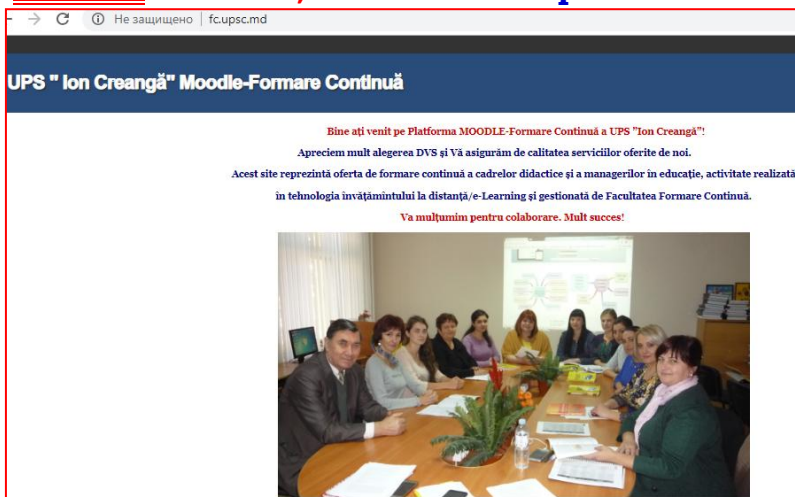 Не защищено | fc.upsc.md
UPS " Ion Creangă" Moodle-Formare Continuă
Bine ați venit pe Platforma MOODLE-Formare Continuă a UPS ”Ion Creangă”!
Apreciem mult alegerea DVS și Vă asigurăm de calitatea serviciilor oferite de noi.
Acest site reprezintă oferta de formare continuă a cadrelor didactice și a managerilor în educație, activitate realizată
în tehnologia învățămîntului la distanță/e-Learning și gestionată de Facultatea Formare Continuă.
Va mulțumim pentru colaborare. Mult succes!